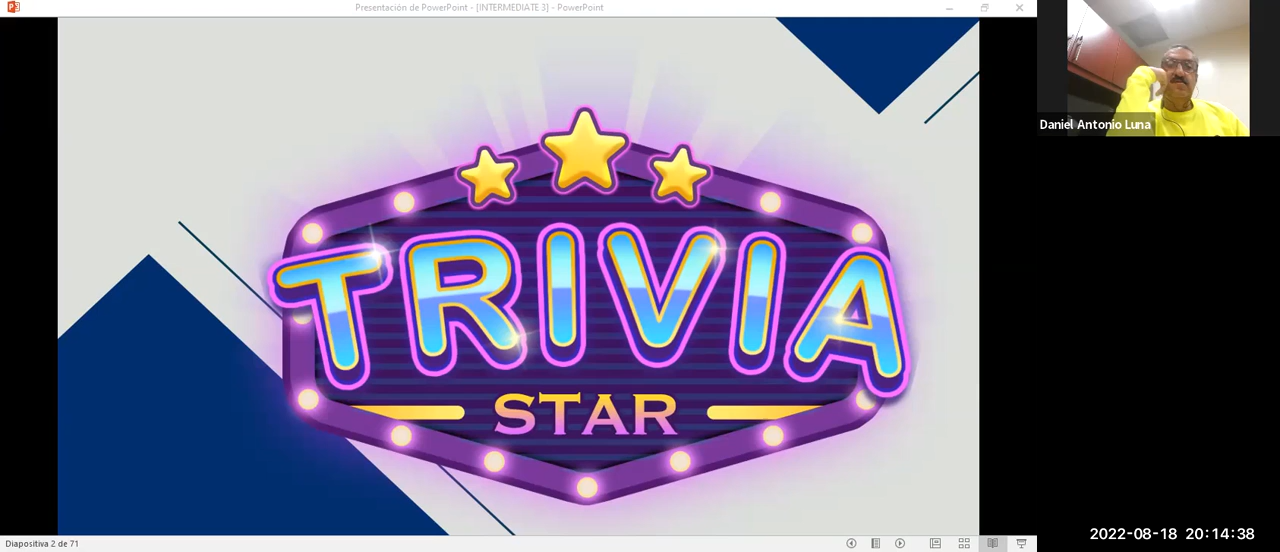 Presentación de PowerPoint - [INTERMEDIATE 3] - PowerPoint
TRIVIA
STAR
Daniel Antonio Luna
Diapositiva 2 de 71
2022-08-18 20:14:38